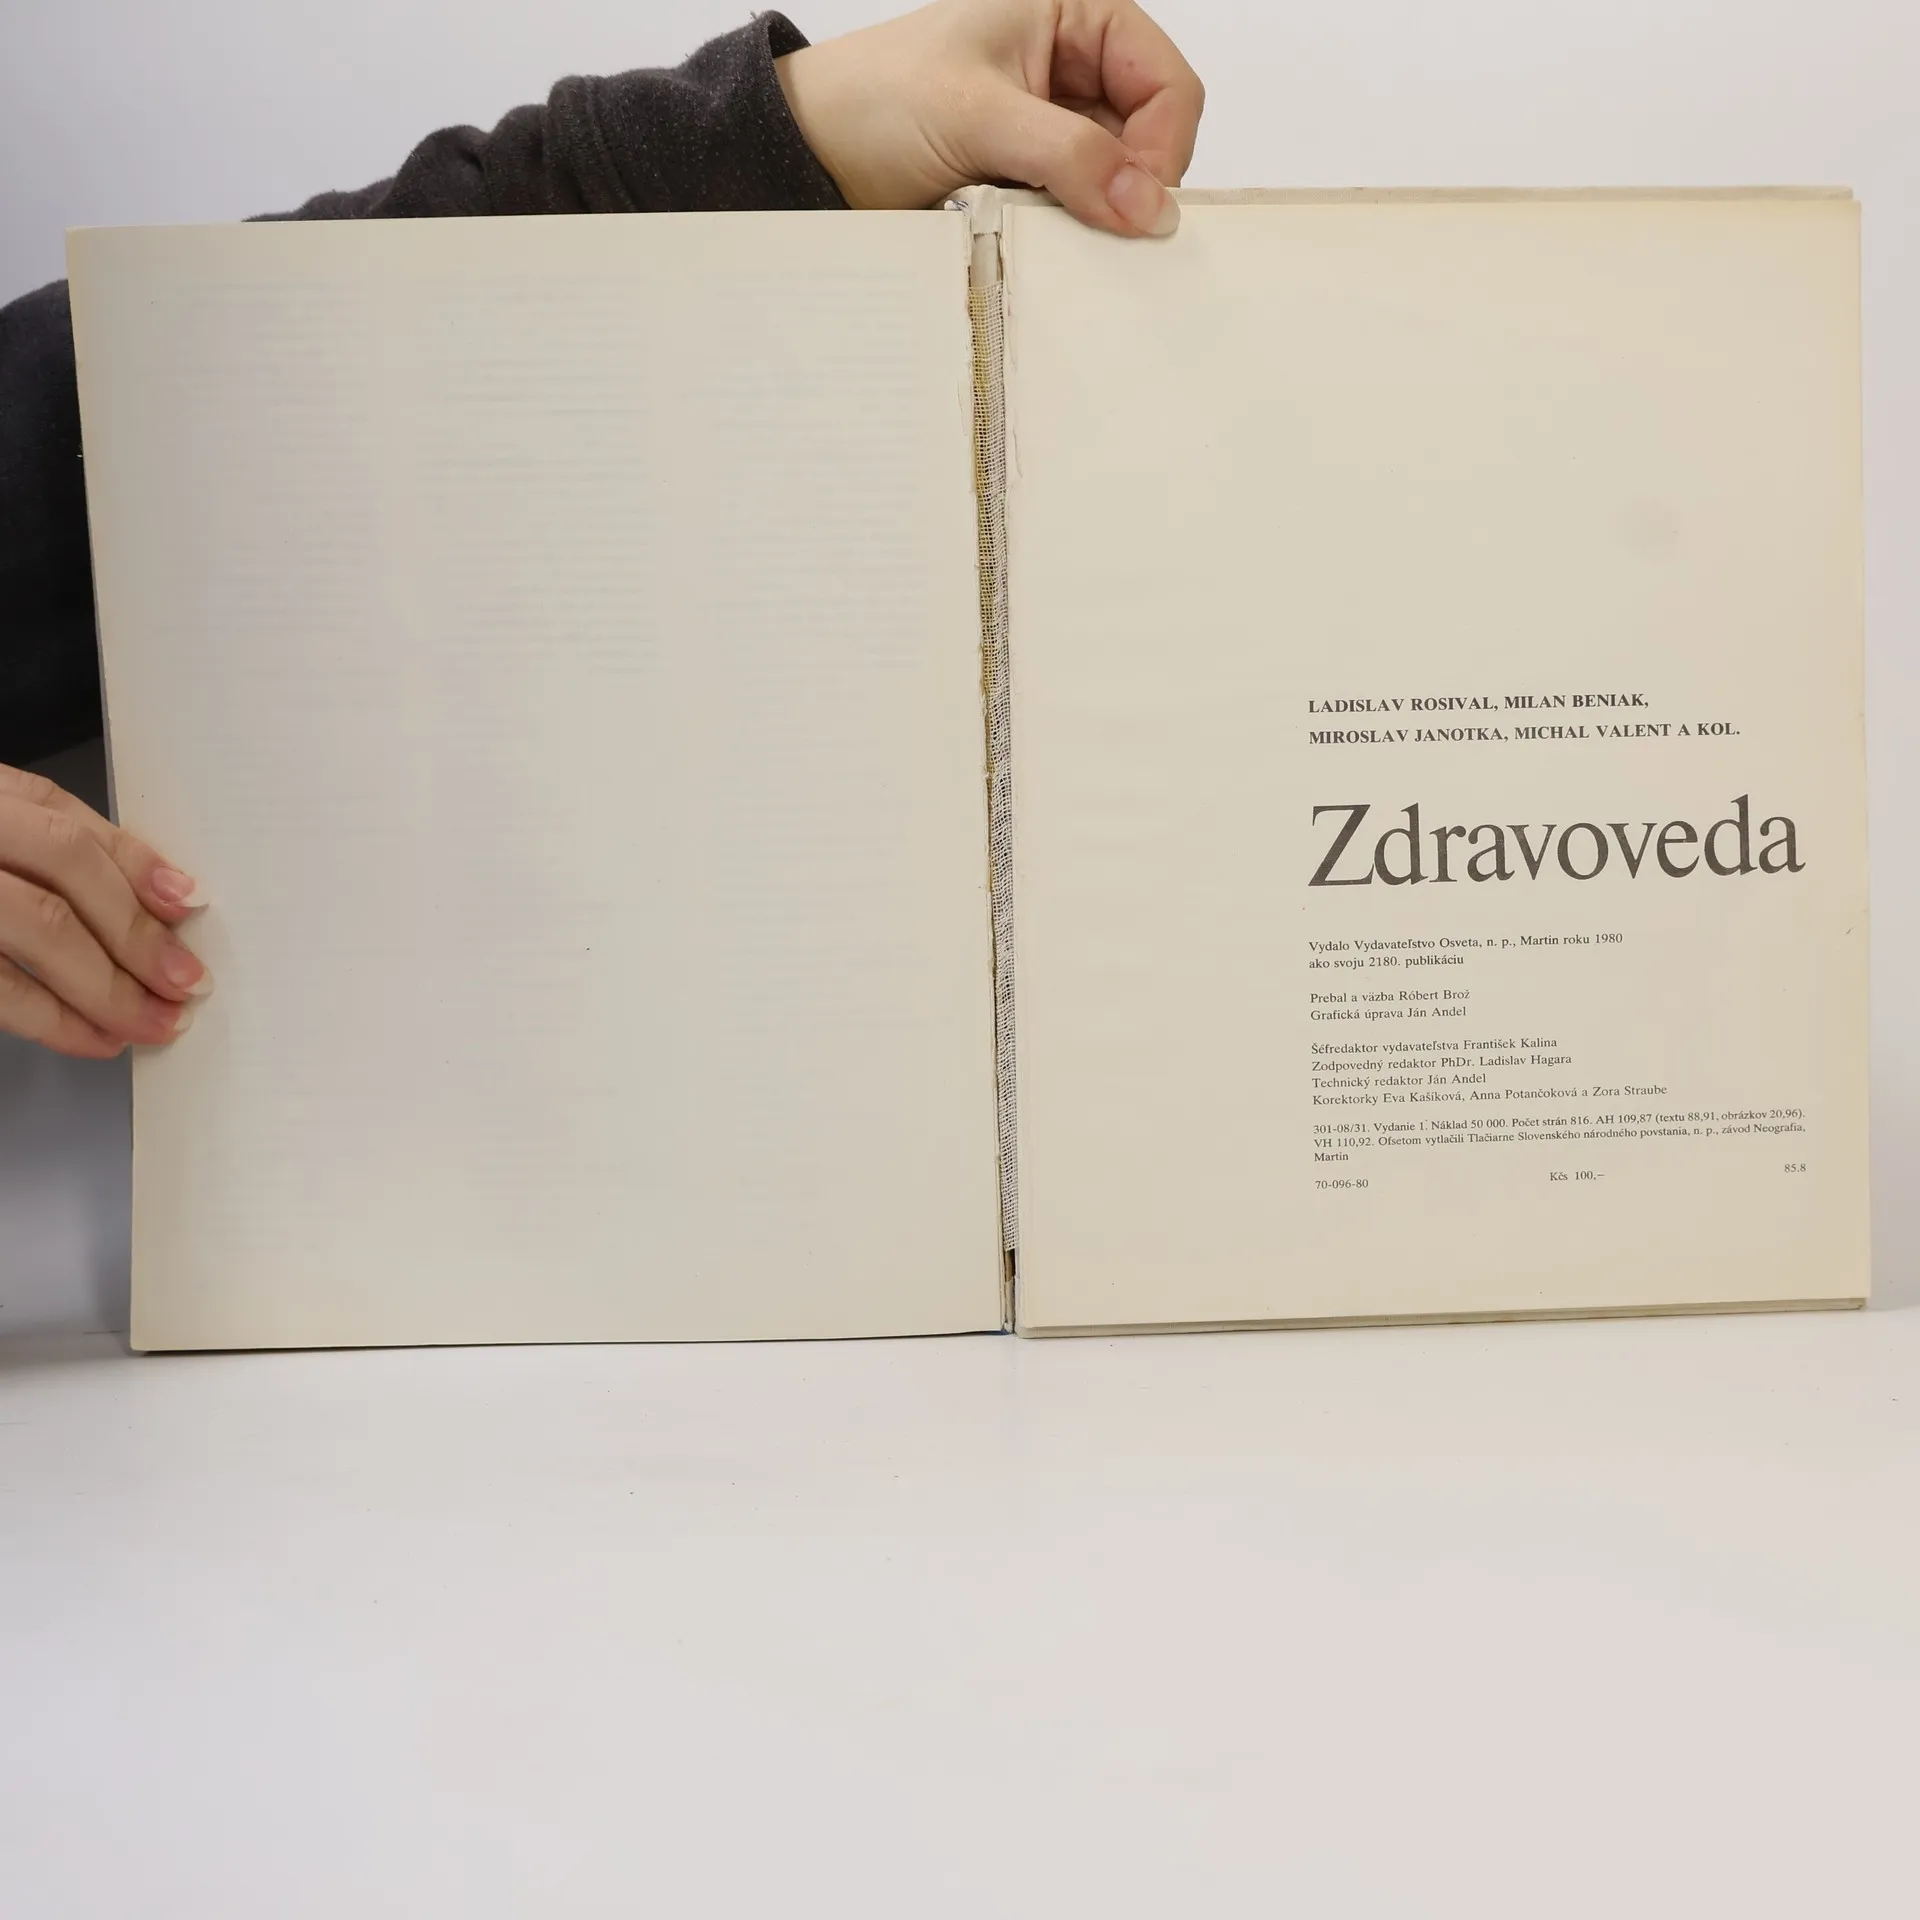 LADISLAV ROSIVAL, MILAN BENIAK,
MIROSLAV JANOTKA, MICHAL VALENT A KOL.
Zdravoveda
Vydalo Vydavateľstvo Osveta, n. p., Martin roku 1980
ako svoju 2180. publikáciu
Prebal a väzba Róbert Brož
Grafická úprava Ján Andel
Šéfredaktor vydavateľstva František Kalina
Zodpovedný redaktor PhDr. Ladislav Hagara
Technický redaktor Ján Andel
Korektorky Eva Kašíková, Anna Potančoková a Zora Straube
301-08/31. Vydanie 1. Náklad 50 000. Počet strán 816. AH 109,87 (textu 88,91, obrázkov 20,96).
VH 110,92. Ofsetom vytlačili Tlačiarne Slovenského národného povstania, n. p., závod Neografia,
Martin
70-096-80 Kčs 100,– 85.8